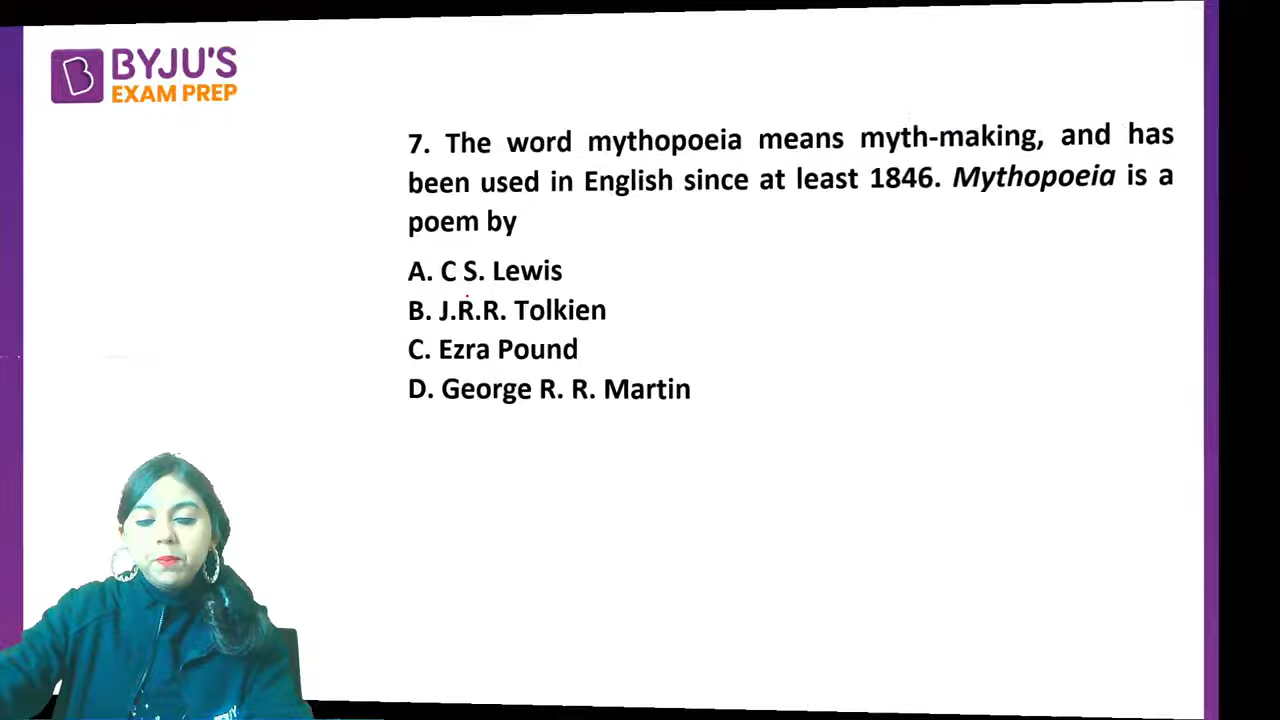 BYJU'S
EXAM PREP
7. The word mythopoeia means myth-making, and has
been used in English since at least 1846. Mythopoeia is a
poem by
A. C S. Lewis
B. J.R.R. Tolkien
C. Ezra Pound
D. George R. R. Martin